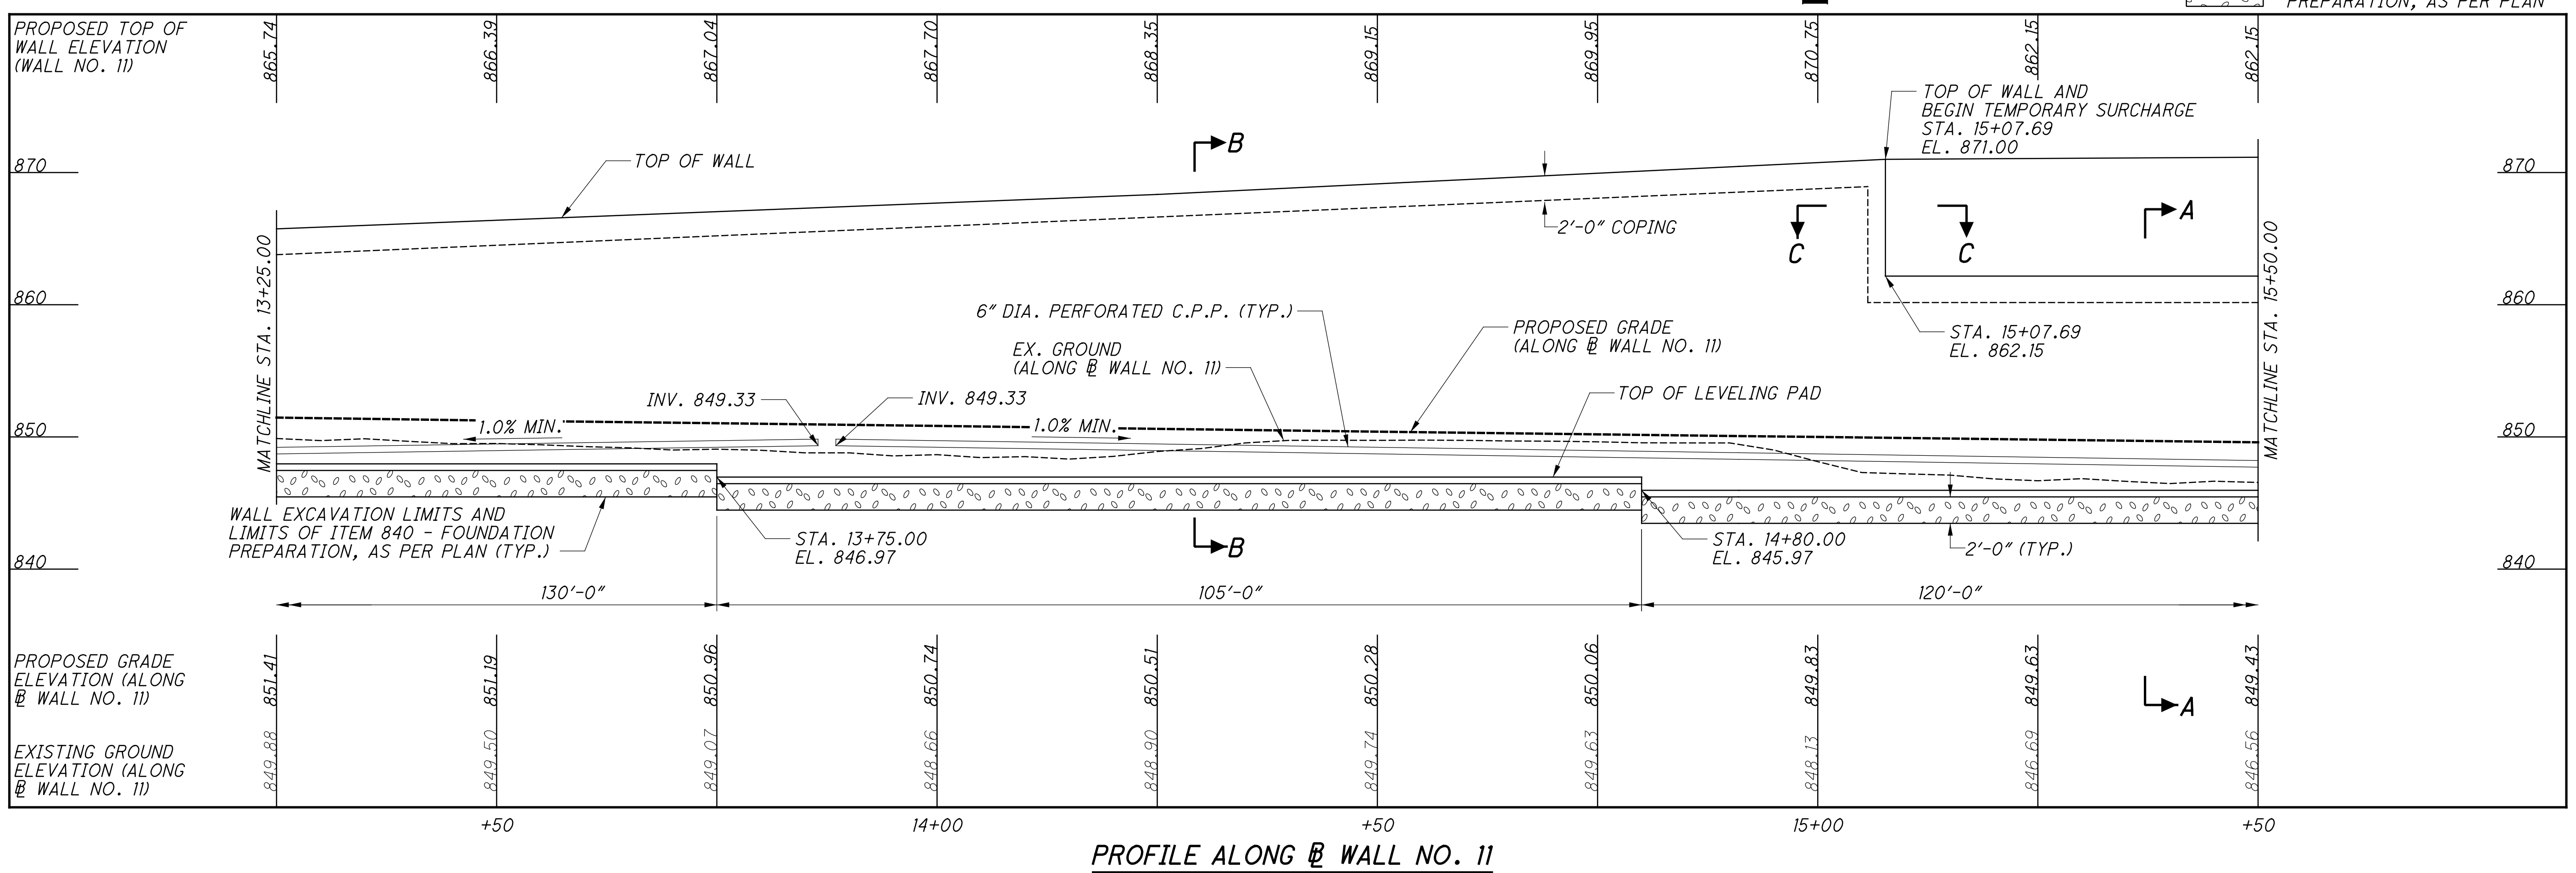 PREPARATION, AS PER PLAN
PROPOSED TOP OF
WALL ELEVATION
(WALL NO. 11)
865.74
866.39
867.04
867.70
868.35
869.15
869.95
870.75
862.15
862.15
TOP OF WALL AND
BEGIN TEMPORARY SURCHARGE
STA. 15+07.69
EL. 871.00
B
TOP OF WALL
870
870
A
C
C
2'-0" COPING
MATCHLINE STA. 13+25.00
MATCHLINE STA. 15+50.00
860
860
6" DIA. PERFORATED C.P.P. (TYP.)
PROPOSED GRADE
(ALONG ⅊ WALL NO. 11)
STA. 15+07.69
EL. 862.15
EX. GROUND
(ALONG ⅊ WALL NO. 11)
INV. 849.33
INV. 849.33
TOP OF LEVELING PAD
1.0% MIN.
1.0% MIN.
850
850
WALL EXCAVATION LIMITS AND
LIMITS OF ITEM 840 - FOUNDATION
PREPARATION, AS PER PLAN (TYP.)
STA. 13+75.00
EL. 846.97
B
STA. 14+80.00
EL. 845.97
2'-0" (TYP.)
840
840
130'-0"
105'-0"
120'-0"
PROPOSED GRADE
ELEVATION (ALONG
⅊ WALL NO. 11)
851.41
851.19
850.96
850.74
850.51
850.28
850.06
849.83
849.63
849.43
A
EXISTING GROUND
ELEVATION (ALONG
⅊ WALL NO. 11)
849.88
849.50
849.07
848.66
848.90
849.74
849.63
848.13
846.69
846.56
+50
14+00
+50
15+00
+50
PROFILE ALONG ⅊ WALL NO. 11